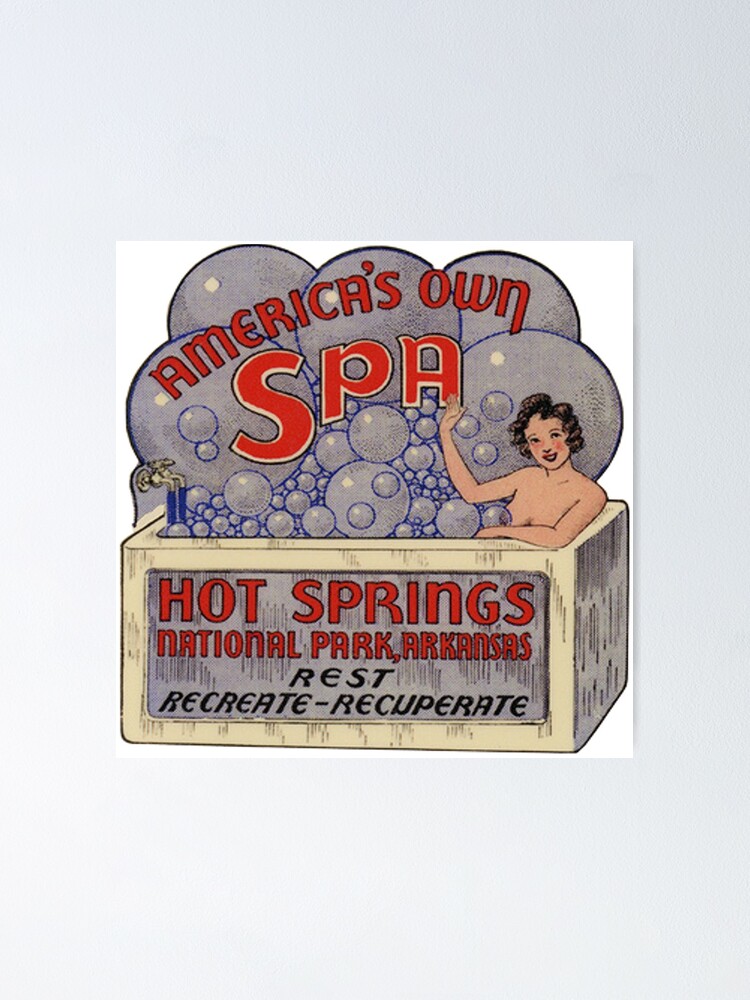 AMERICA'S OWN
SPA
HOT SPRINGS
NATIONAL PARK, ARKANSAS
REST
RECREATE-RECUPERATE